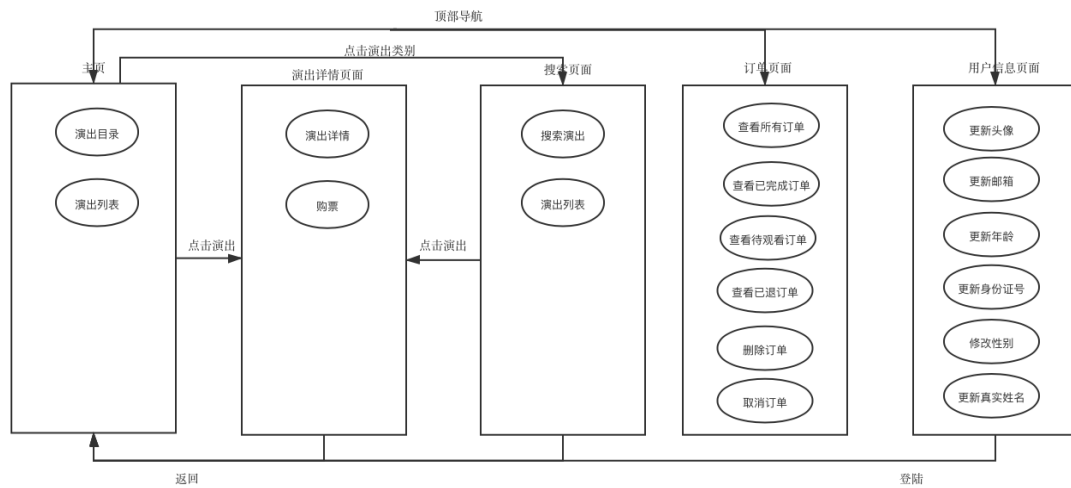 顶部导航
点击演出类别
主页
演出详情页面
搜索页面
订单页面
用户信息页面
演出目录
演出列表
点击演出
演出详情
购票
点击演出
搜索演出
演出列表
查看所有订单
查看已完成订单
查看待观看订单
查看已退订单
删除订单
取消订单
更新头像
更新邮箱
更新年龄
更新身份证号
修改性别
更新真实姓名
返回
登陆